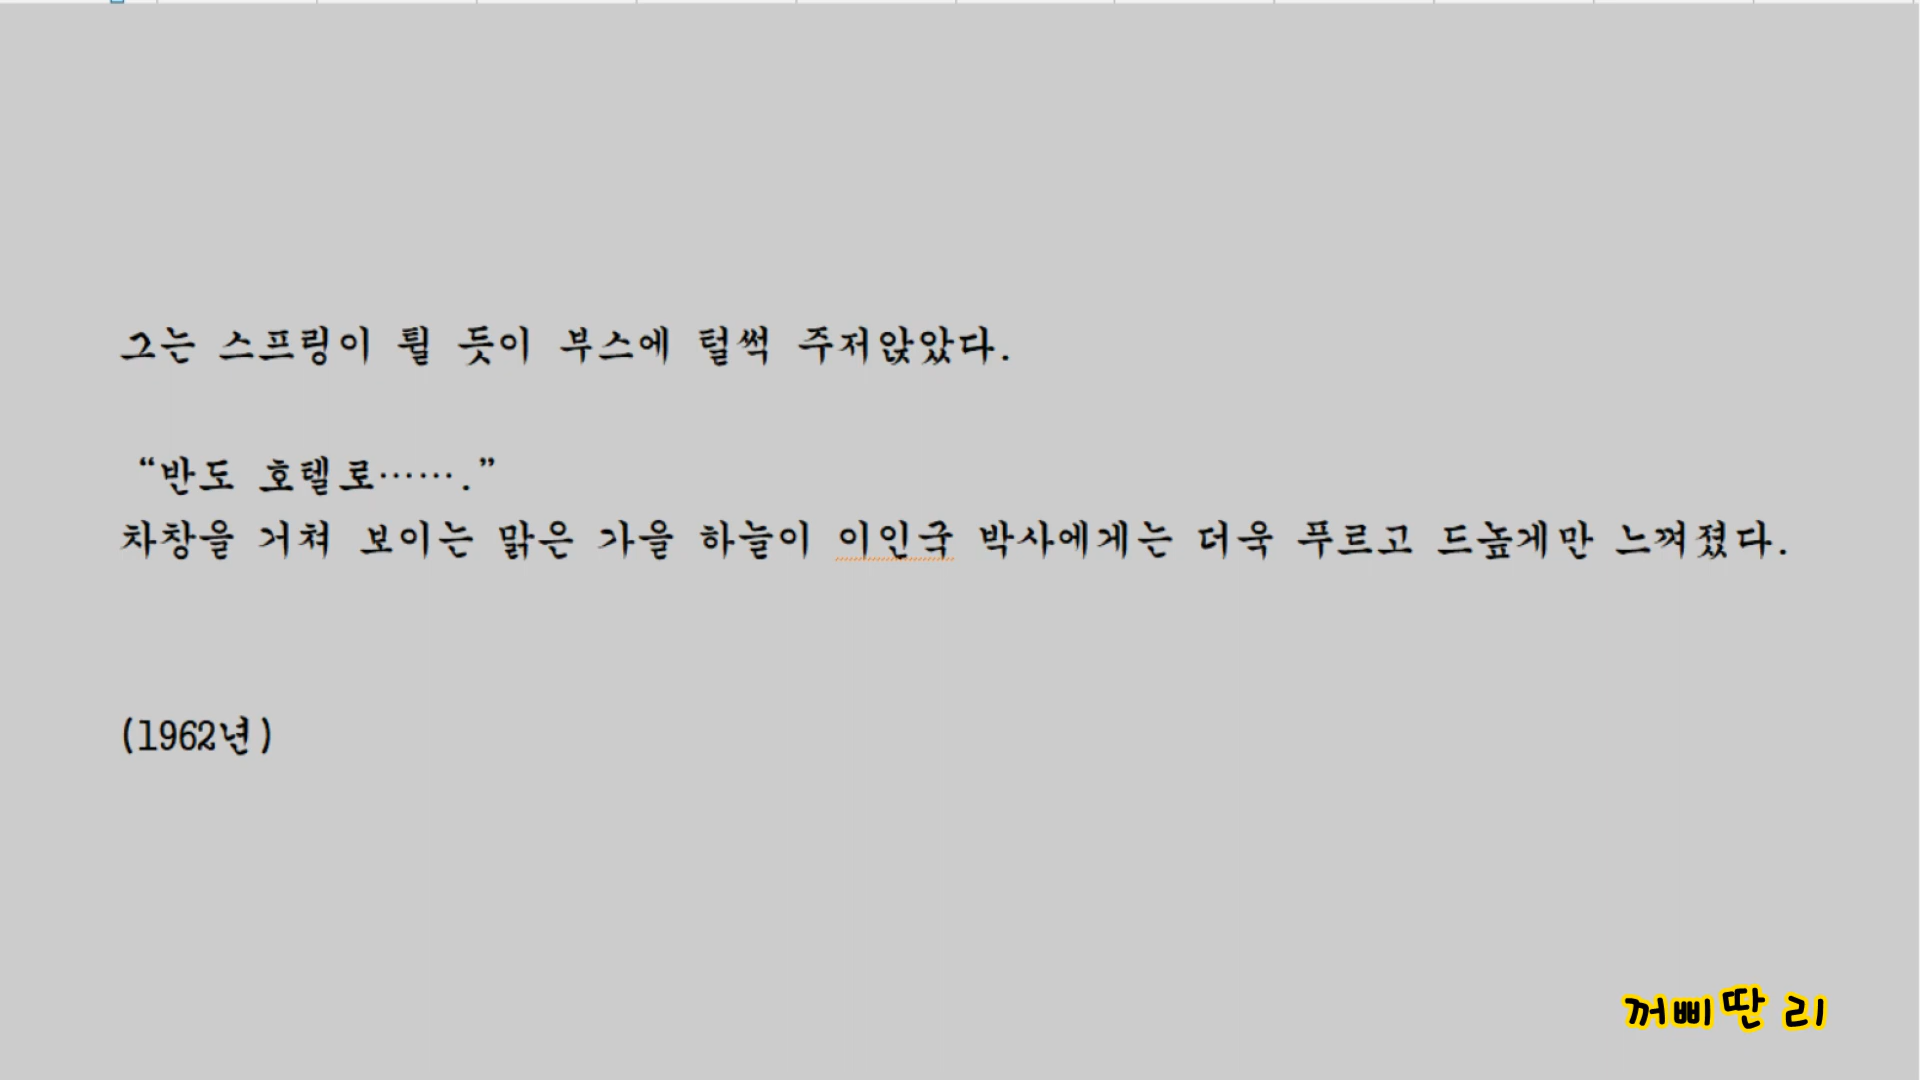 그는 스프링이 튈 듯이 부스에 털썩 주저앉았다.
“반도 호텔로…….”
차창을 거쳐 보이는 맑은 가을 하늘이 이인국 박사에게는 더욱 푸르고 드높게만 느껴졌다.
(1962년)
꺼삐딴 리